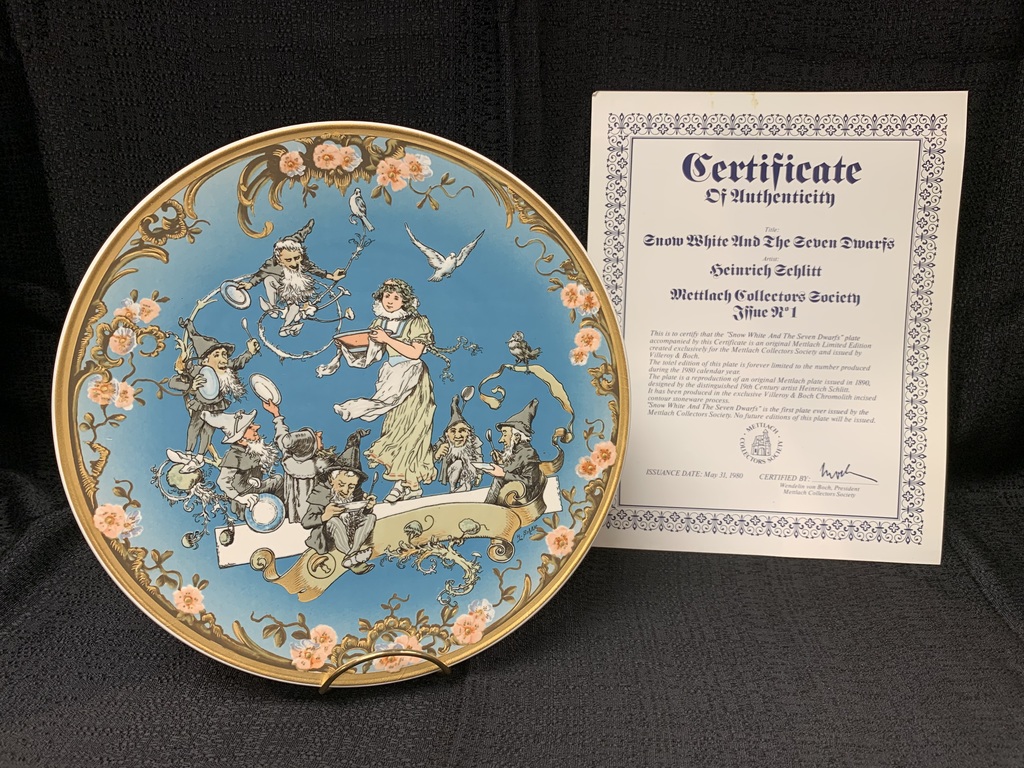 Certificate
Of Authenticity
Title:
Snow White And The Seven Dwarfs
Artist:
Heinrich Schlitt
Mettlach Collectors Society
Issue Nº 1
This is to certify that the "Snow White And The Seven Dwarfs" plate
accompanied by this Certificate is an original Mettlach Limited Edition
created exclusively for the Mettlach Collectors Society and issued by
Villeroy & Boch.
The total edition of this plate is forever limited to the number produced
during the 1980 calendar year.
The plate is a reproduction of an original Mettlach plate issued in 1890,
designed by the distinguished 19th Century artist Heinrich Schlitt.
It has been produced in the exclusive Villeroy & Boch Chromolith incised
contour stoneware process.
"Snow White And The Seven Dwarfs" is the first plate ever issued by the
Mettlach Collectors Society. No future editions of this plate will be issued.
METTLACH
COLLECTORS SOCIETY
ISSUANCE DATE: May 31, 1980 CERTIFIED BY:
Wendelin von Boch, President
Mettlach Collectors Society